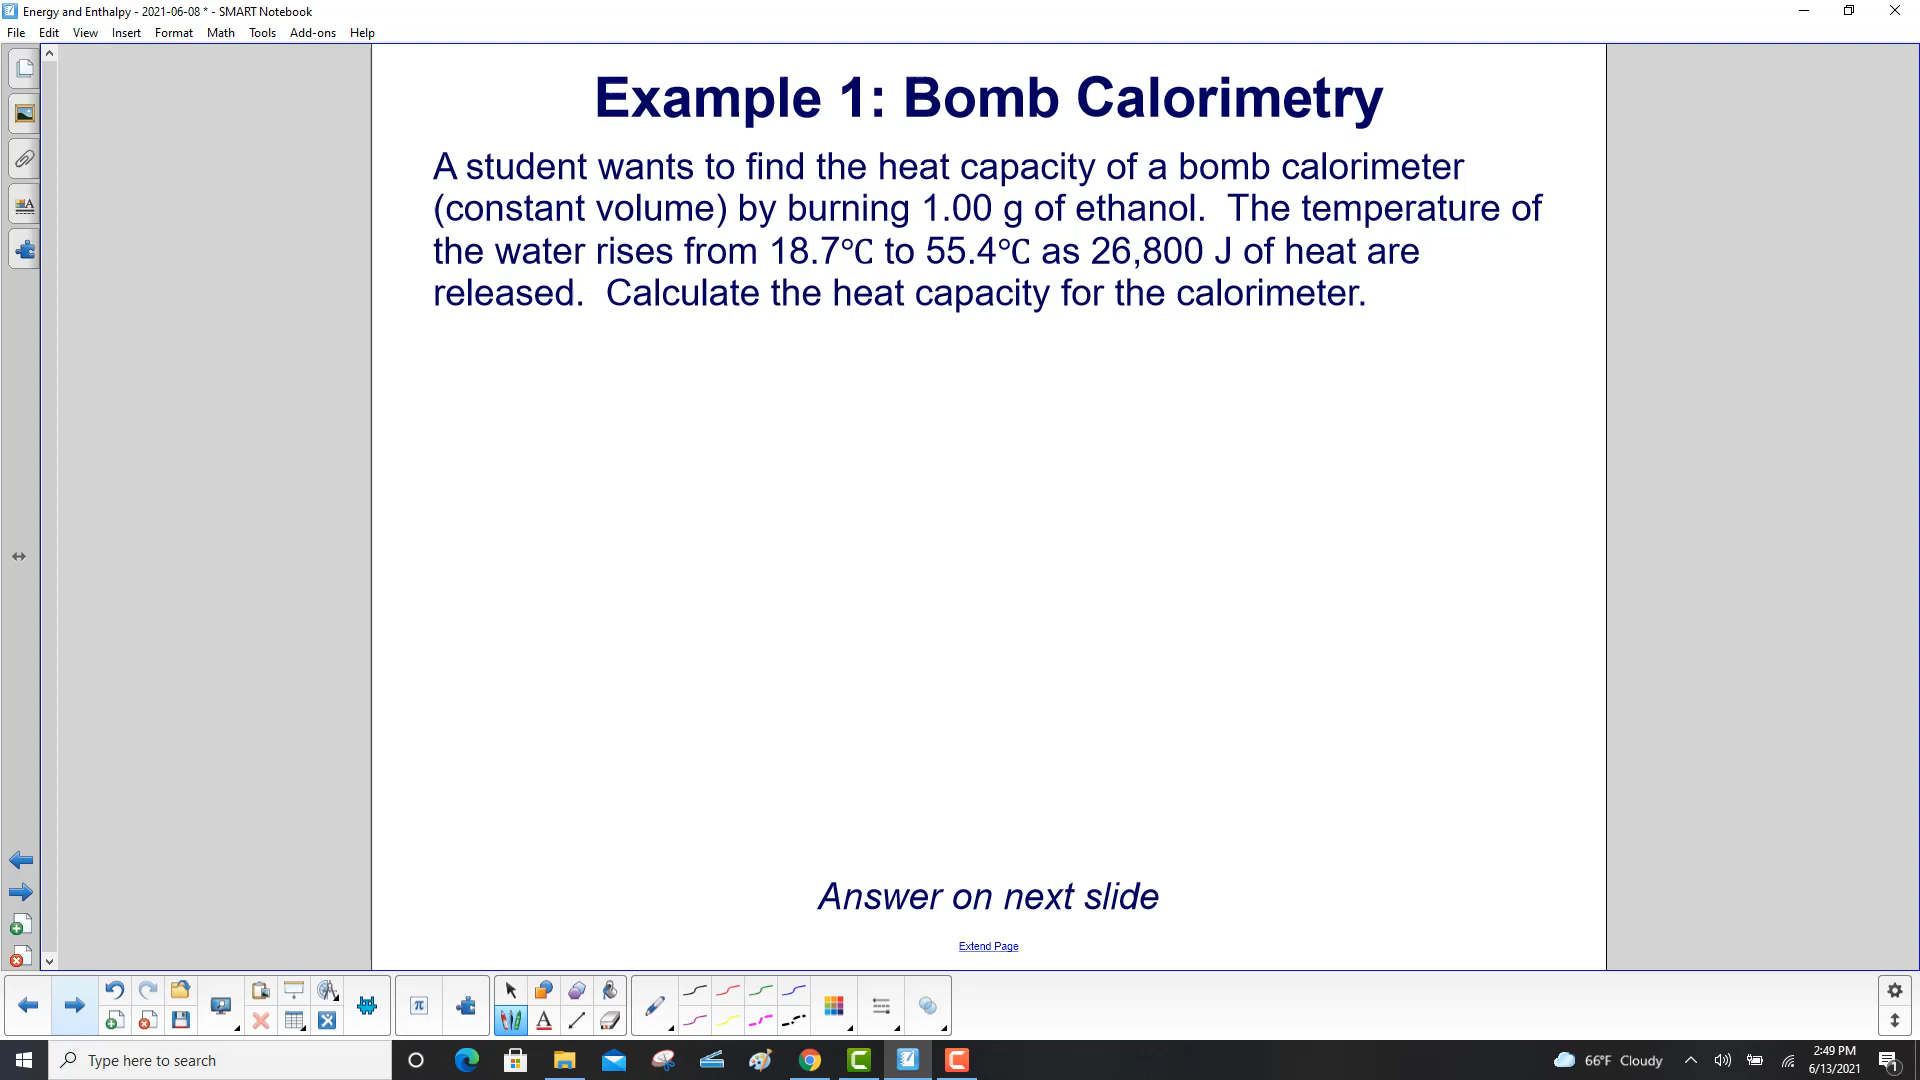 Energy and Enthalpy - 2021-06-08 * - SMART Notebook
File Edit View Insert Format Math Tools Add-ons Help
Example 1: Bomb Calorimetry
A student wants to find the heat capacity of a bomb calorimeter
(constant volume) by burning 1.00 g of ethanol.  The temperature of
the water rises from 18.7℃ to 55.4℃ as 26,800 J of heat are
released.  Calculate the heat capacity for the calorimeter.
Answer on next slide
Extend Page
π
A
Type here to search
66°F Cloudy
2:49 PM
6/13/2021
1